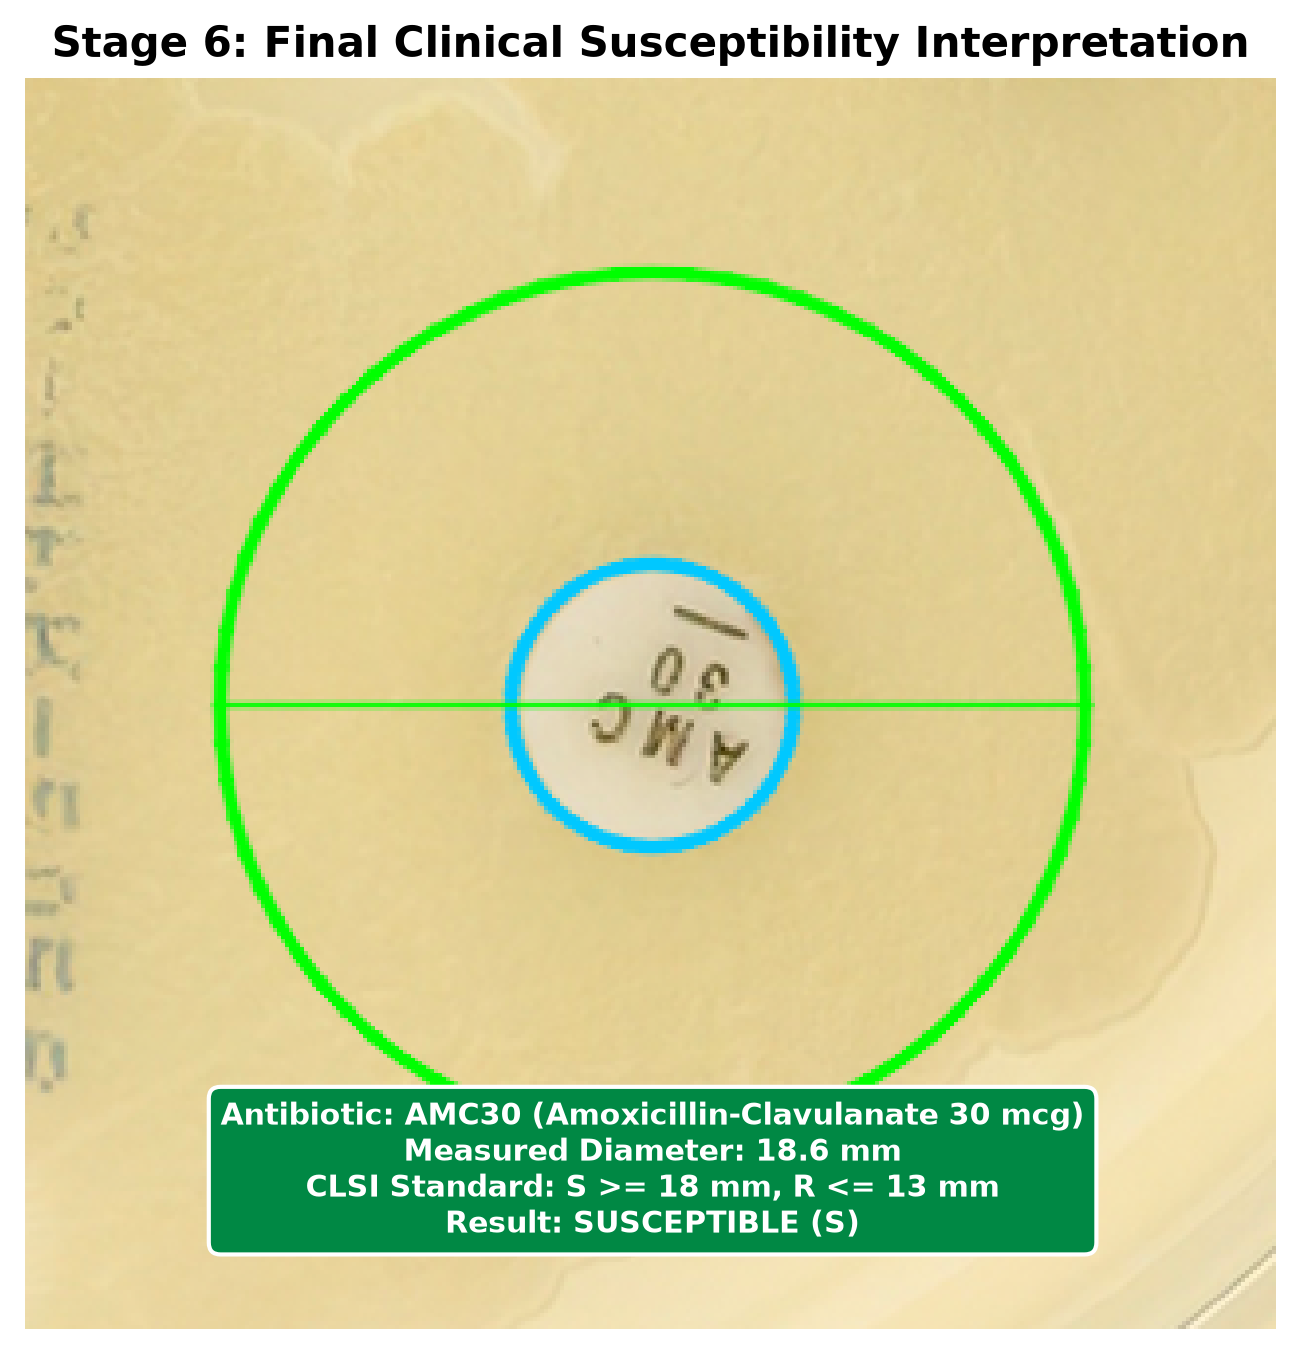 Stage 6: Final Clinical Susceptibility Interpretation
AMC
30
Antibiotic: AMC30 (Amoxicillin-Clavulanate 30 mcg)
Measured Diameter: 18.6 mm
CLSI Standard: S >= 18 mm, R <= 13 mm
Result: SUSCEPTIBLE (S)